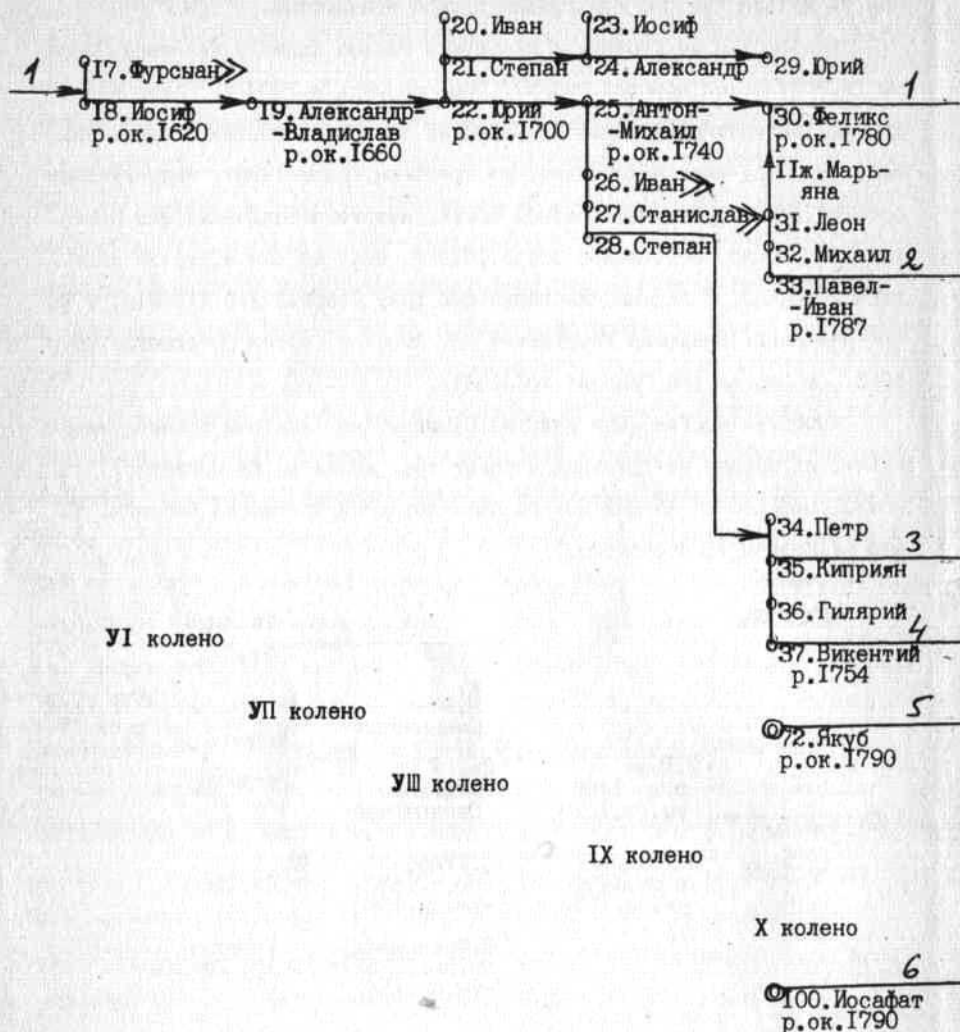 20.Иван
23.Иосиф
1
17.Фурсман
21.Степан
24.Александр
29.Юрий
1
18.Иосиф
р.ок.1620
19.Александр-
-Владислав
р.ок.1660
22.Юрий
р.ок.1700
25.Антон-
-Михаил
р.ок.1740
30.Феликс
р.ок.1780
26.Иван
IIж.Марь-
яна
27.Станислав
31.Леон
28.Степан
32.Михаил
2
33.Павел-
-Иван
р.1787
34.Петр
3
35.Киприян
36.Гилярий
4
37.Викентий
р.1754
УI колено
УП колено
5
72.Якуб
р.ок.1790
УШ колено
IX колено
X колено
6
100.Иосафат
р.ок.1790